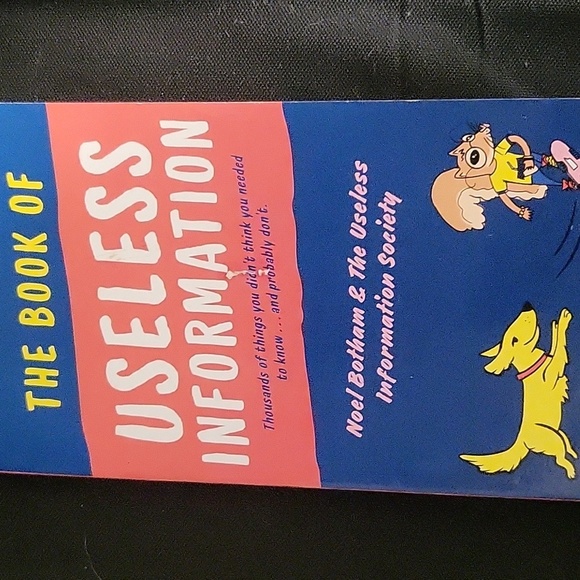 THE BOOK OF
USELESS
INFORMATION
Thousands of things you didn't think you needed
to know... and probably don't.
Noel Botham & The Useless
Information Society